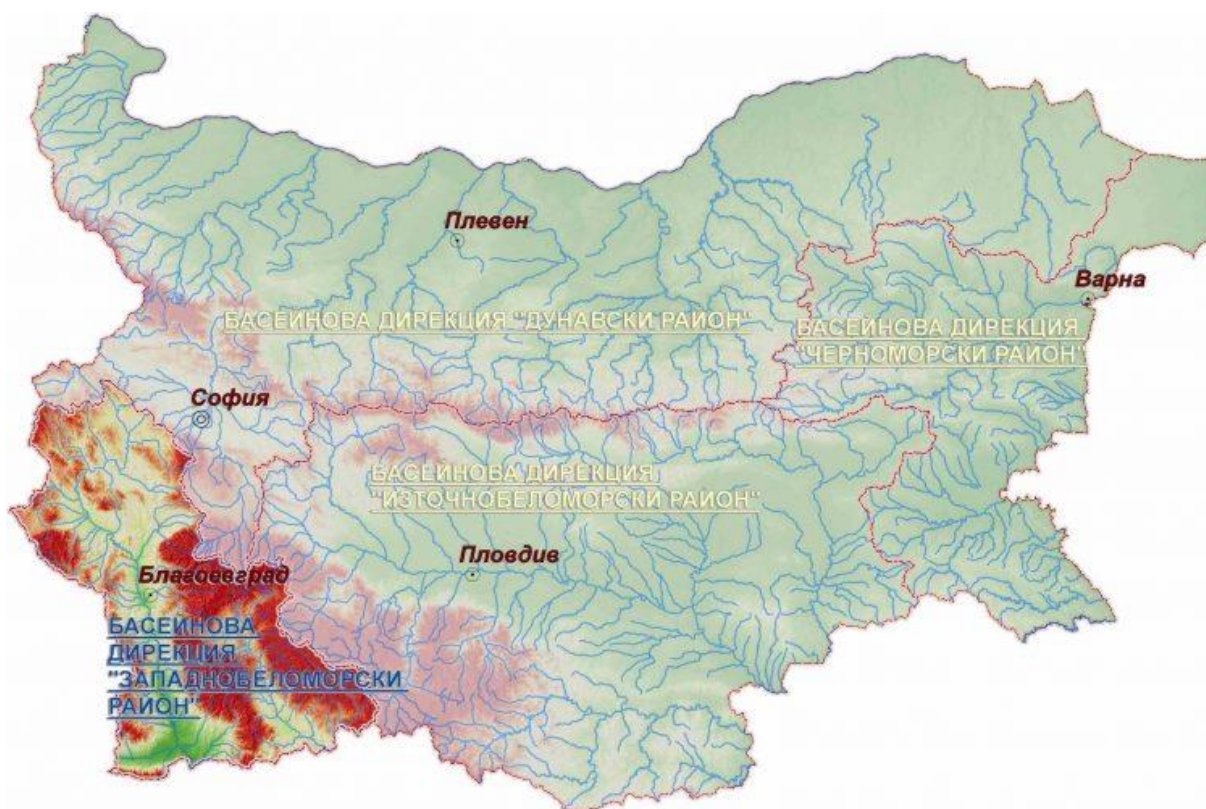 Плевен
Варна
БАСЕЙНОВА ДИРЕКЦИЯ "ДУНАВСКИ РАЙОН"
БАСЕЙНОВА ДИРЕКЦИЯ
"ЧЕРНОМОРСКИ РАЙОН"
София
БАСЕЙНОВА ДИРЕКЦИЯ
"ИЗТОЧНОБЕЛОМОРСКИ РАЙОН"
Пловдив
Благоевград
БАСЕЙНОВА
ДИРЕКЦИЯ
"ЗАПАДНОБЕЛОМОРСКИ
РАЙОН"